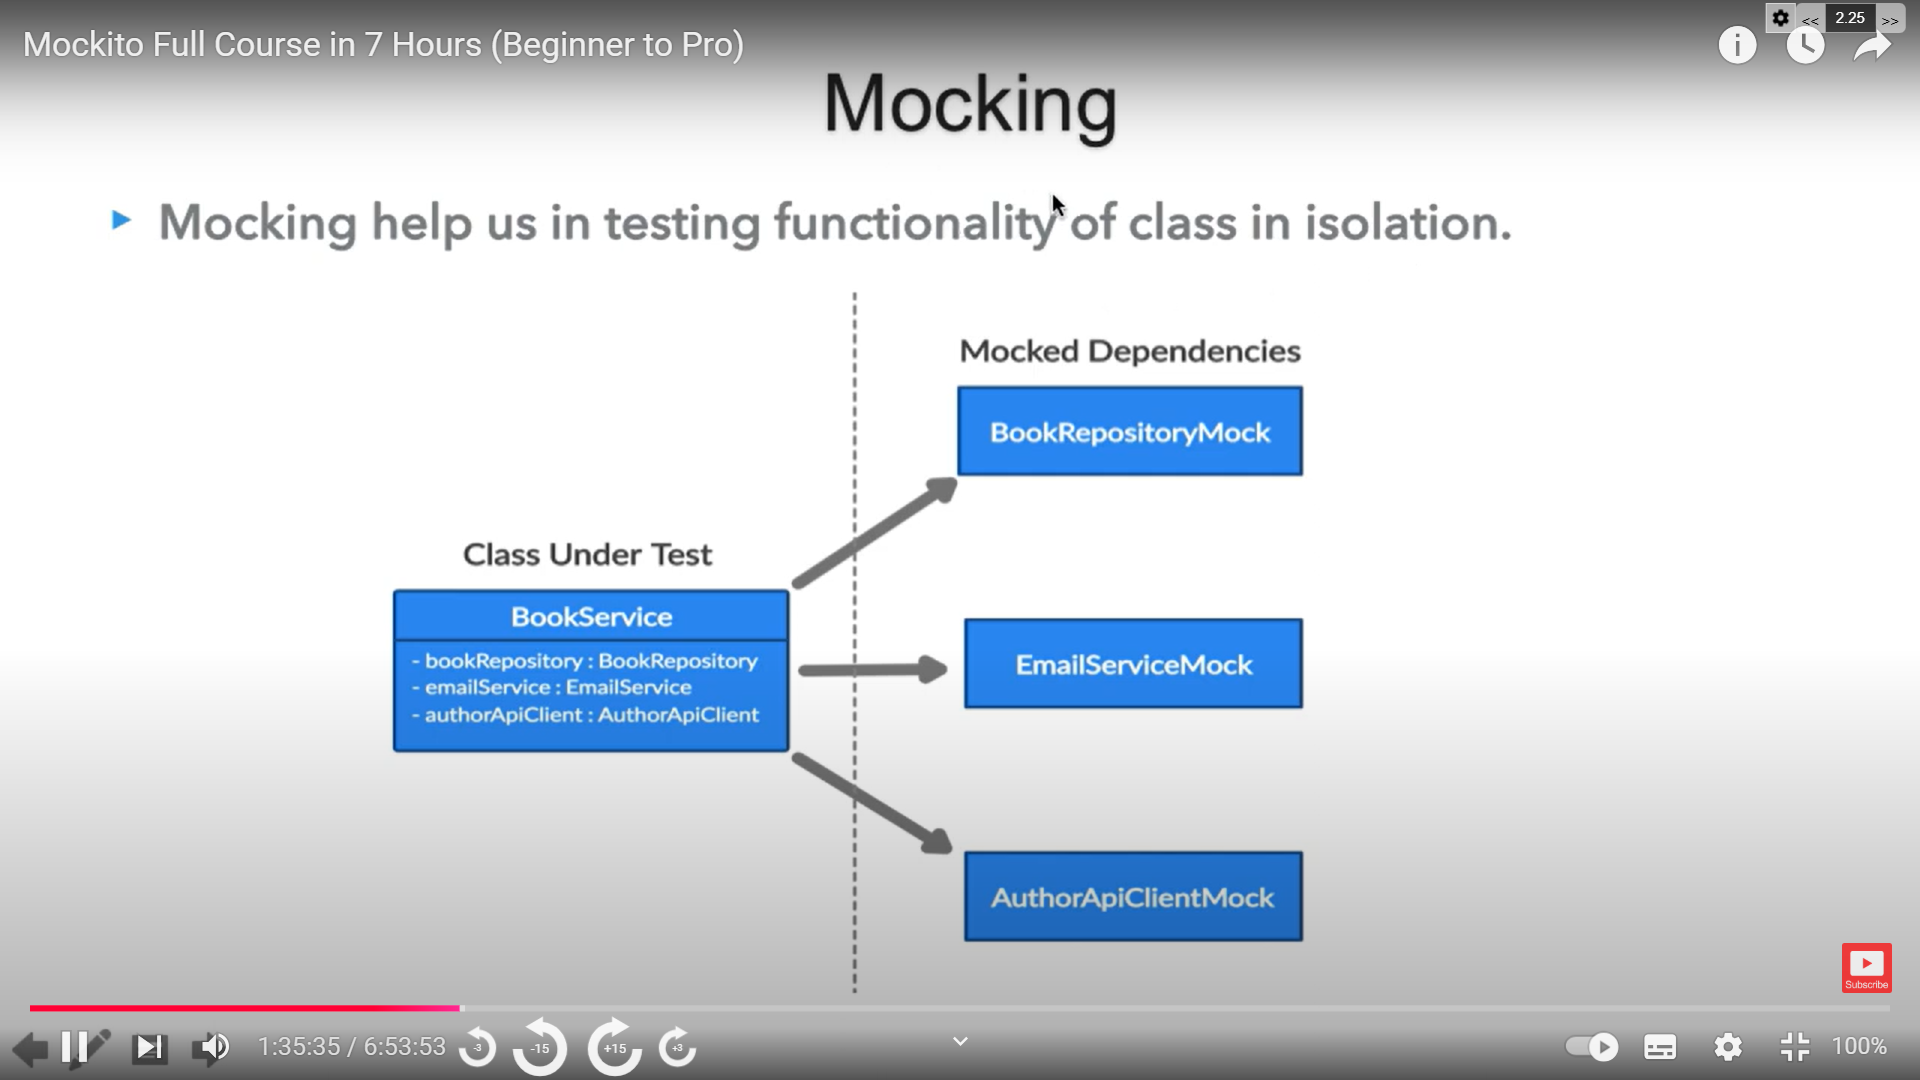 Mockito Full Course in 7 Hours (Beginner to Pro)
<< 2.25 >>
Mocking
Mocking help us in testing functionality of class in isolation.
Mocked Dependencies
BookRepositoryMock
Class Under Test
BookService
- bookRepository : BookRepository
- emailService : EmailService
- authorApiClient : AuthorApiClient
EmailServiceMock
AuthorApiClientMock
Subscribe
1:35:35 / 6:53:53
-3
-15
+15
+3
100%